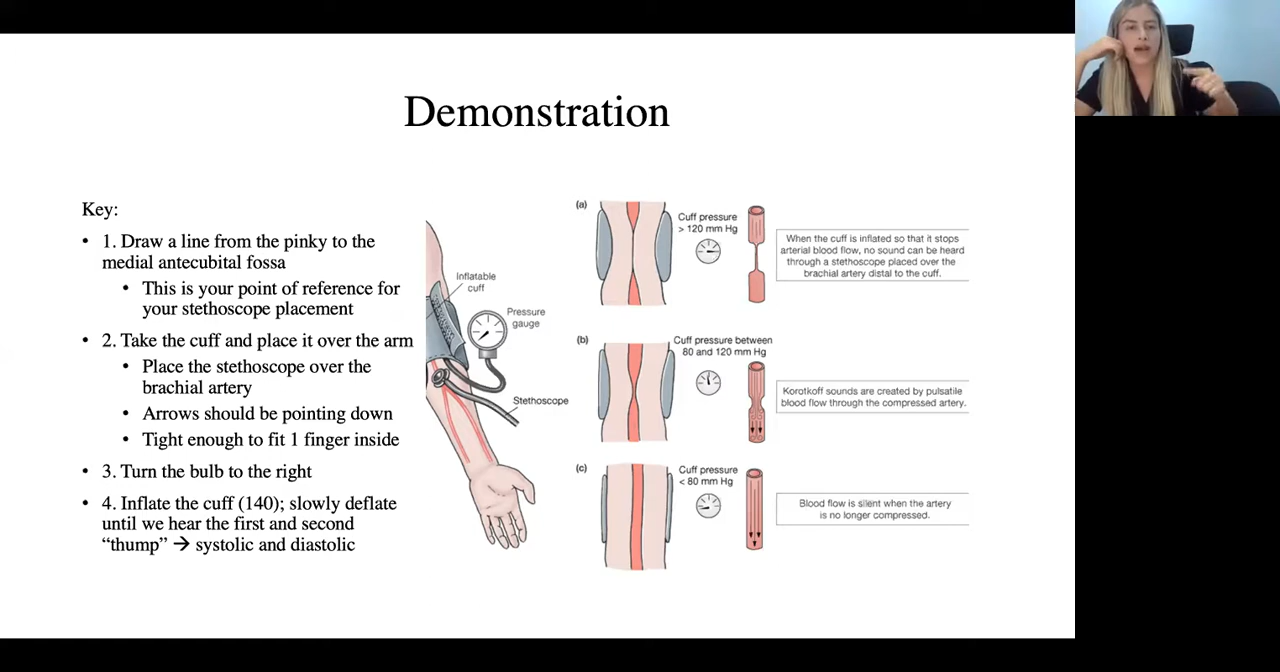 Demonstration
Key:
• 1. Draw a line from the pinky to the
medial antecubital fossa
• This is your point of reference for
your stethoscope placement
• 2. Take the cuff and place it over the arm
• Place the stethoscope over the
brachial artery
• Arrows should be pointing down
• Tight enough to fit 1 finger inside
• 3. Turn the bulb to the right
• 4. Inflate the cuff (140); slowly deflate
until we hear the first and second
“thump” → systolic and diastolic
Inflatable
cuff
Pressure
gauge
Stethoscope
(a)
Cuff pressure
> 120 mm Hg
When the cuff is inflated so that it stops
arterial blood flow, no sound can be heard
through a stethoscope placed over the
brachial artery distal to the cuff.
(b)
Cuff pressure between
80 and 120 mm Hg
Korotkoff sounds are created by pulsatile
blood flow through the compressed artery.
(c)
Cuff pressure
< 80 mm Hg
Blood flow is silent when the artery
is no longer compressed.